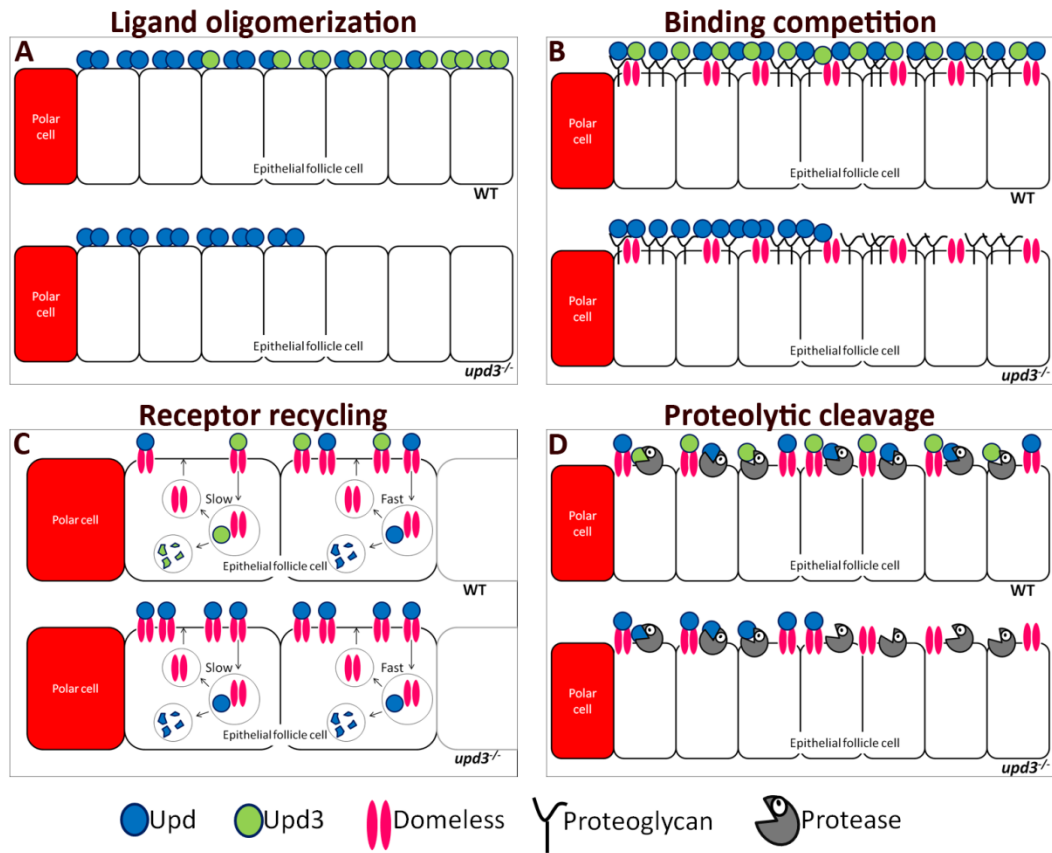 Ligand oligomerization
A
Polar
cell
Epithelial follicle cell
WT
Polar
cell
Epithelial follicle cell
upd3-/-
Binding competition
B
Polar
cell
Epithelial follicle cell
WT
Polar
cell
Epithelial follicle cell
upd3-/-
Receptor recycling
C
Polar cell
Slow
Fast
Epithelial follicle cell
WT
Polar cell
Slow
Fast
Epithelial follicle cell
upd3-/-
Proteolytic cleavage
D
Polar
cell
Epithelial follicle cell
WT
Polar
cell
Epithelial follicle cell
upd3-/-
Upd Upd3 Domeless Proteoglycan Protease